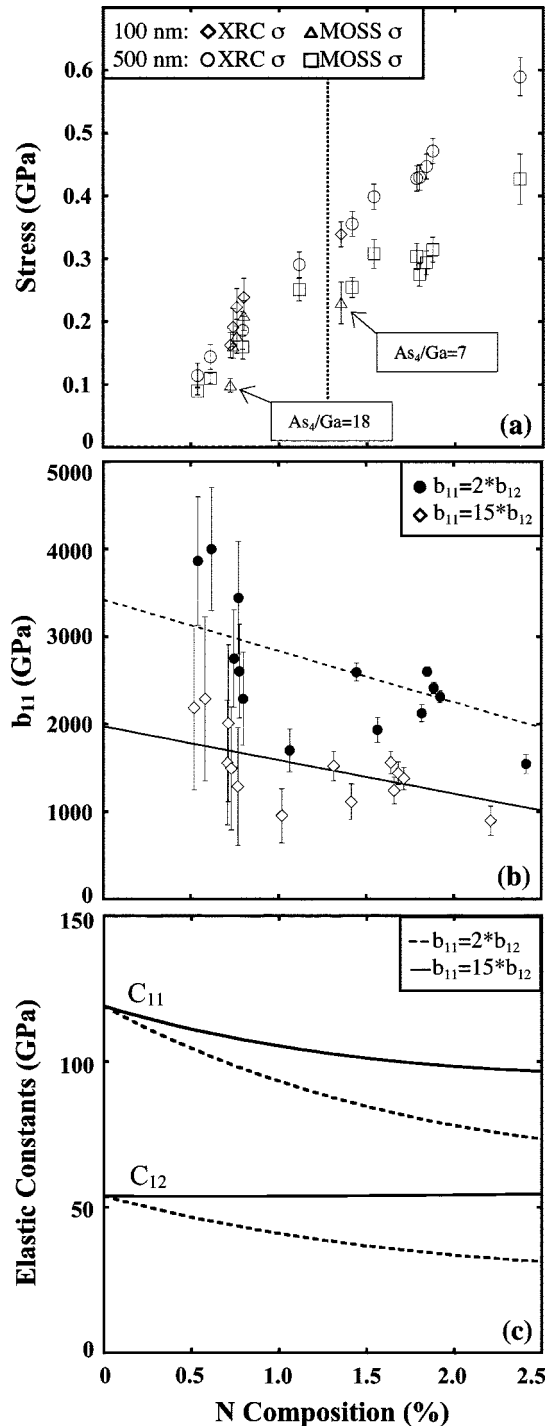 100 nm: ◇XRC σ △MOSS σ
500 nm: ○XRC σ □MOSS σ
0.6
0.5
0.4
0.3
0.2
0.1
0
Stress (GPa)
As₄/Ga=7
As₄/Ga=18
(a)
5000
4000
3000
2000
1000
0
b₁₁ (GPa)
● b₁₁=2*b₁₂
◇ b₁₁=15*b₁₂
(b)
150
100
50
0
Elastic Constants (GPa)
b₁₁=2*b₁₂
b₁₁=15*b₁₂
C₁₁
C₁₂
(c)
0 0.5 1.0 1.5 2.0 2.5
N Composition (%)